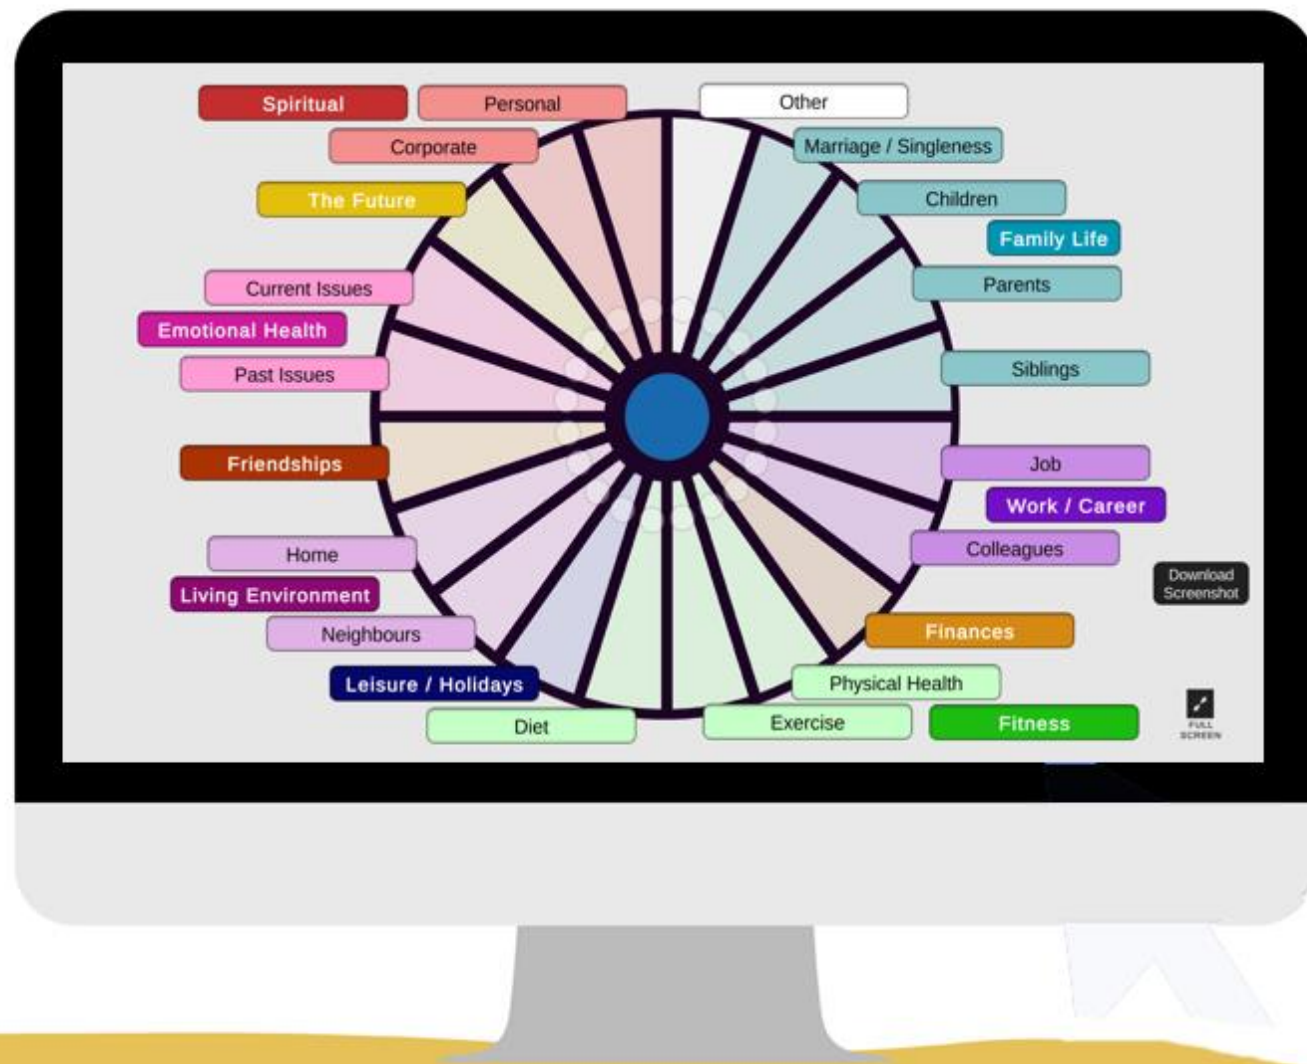 Spiritual
Personal
Other
Corporate
Marriage / Singleness
The Future
Children
Family Life
Current Issues
Parents
Emotional Health
Past Issues
Siblings
Friendships
Job
Work / Career
Home
Colleagues
Living Environment
Download
Screenshot
Neighbours
Finances
Leisure / Holidays
Physical Health
Diet
Exercise
Fitness
FULL
SCREEN